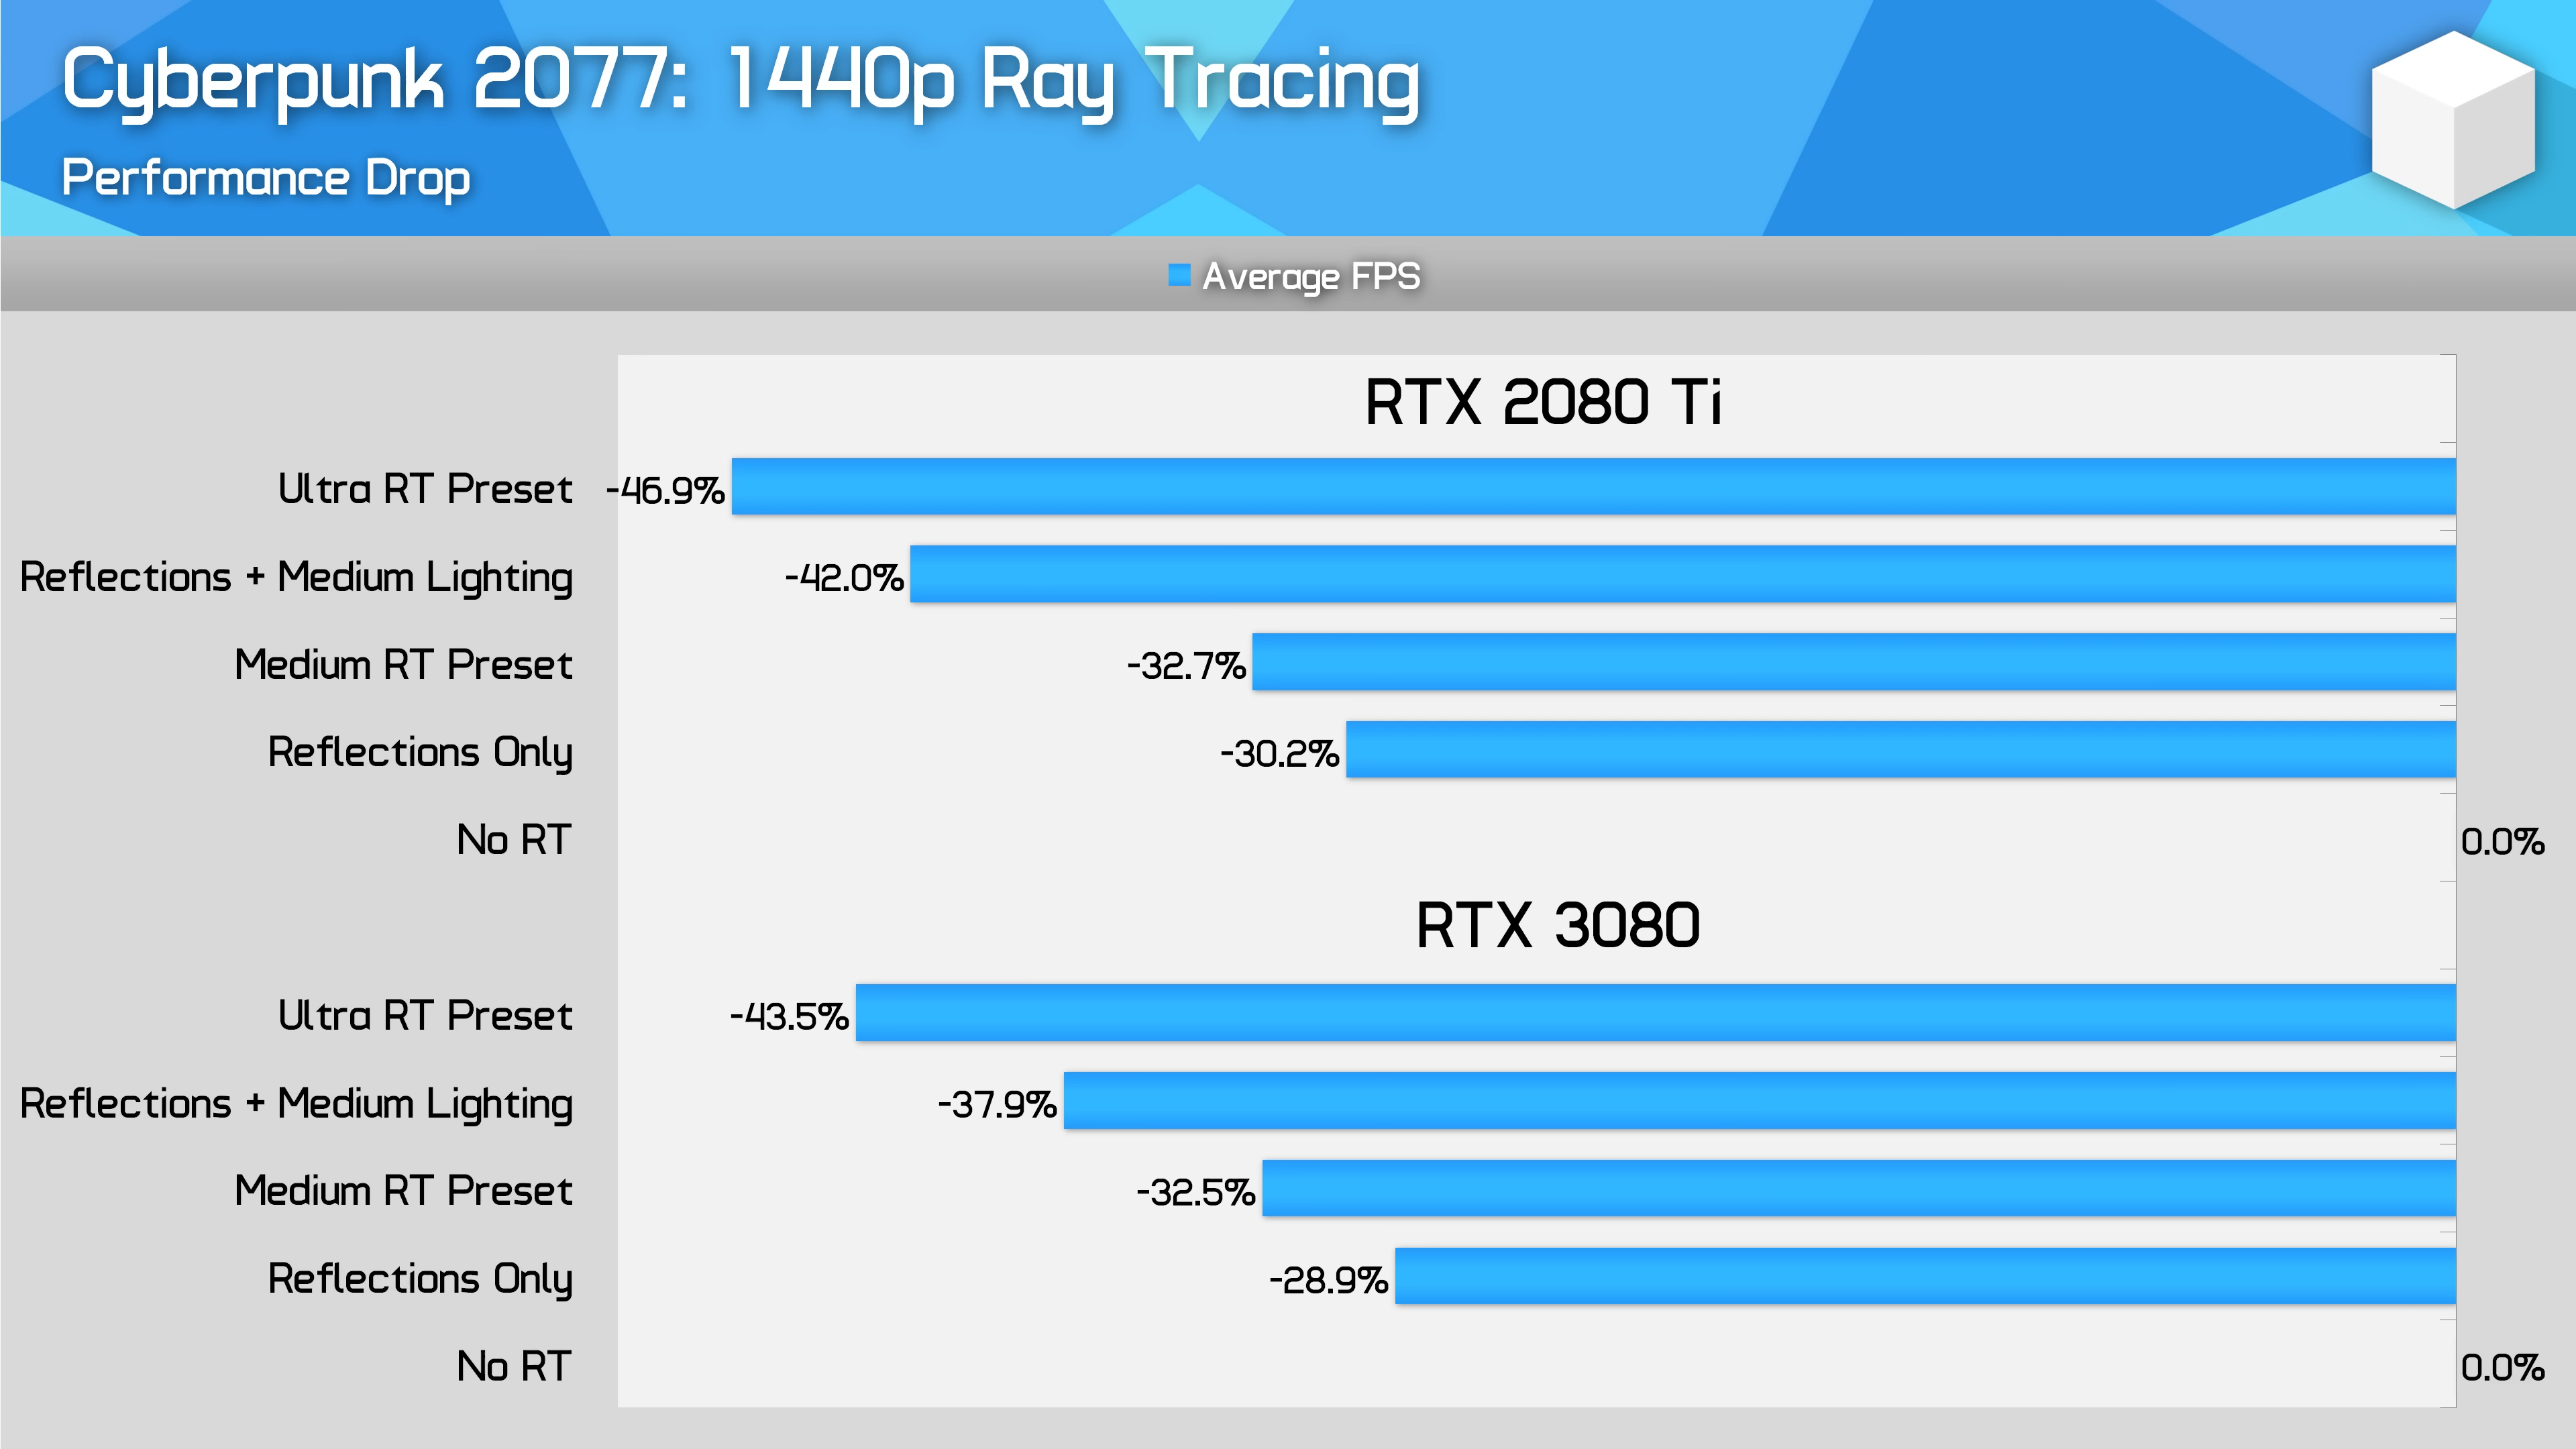 Cyberpunk 2077: 1440p Ray Tracing
Performance Drop
Average FPS
RTX 2080 Ti
Ultra RT Preset -46.9%
Reflections + Medium Lighting -42.0%
Medium RT Preset -32.7%
Reflections Only -30.2%
No RT 0.0%
RTX 3080
Ultra RT Preset -43.5%
Reflections + Medium Lighting -37.9%
Medium RT Preset -32.5%
Reflections Only -28.9%
No RT 0.0%